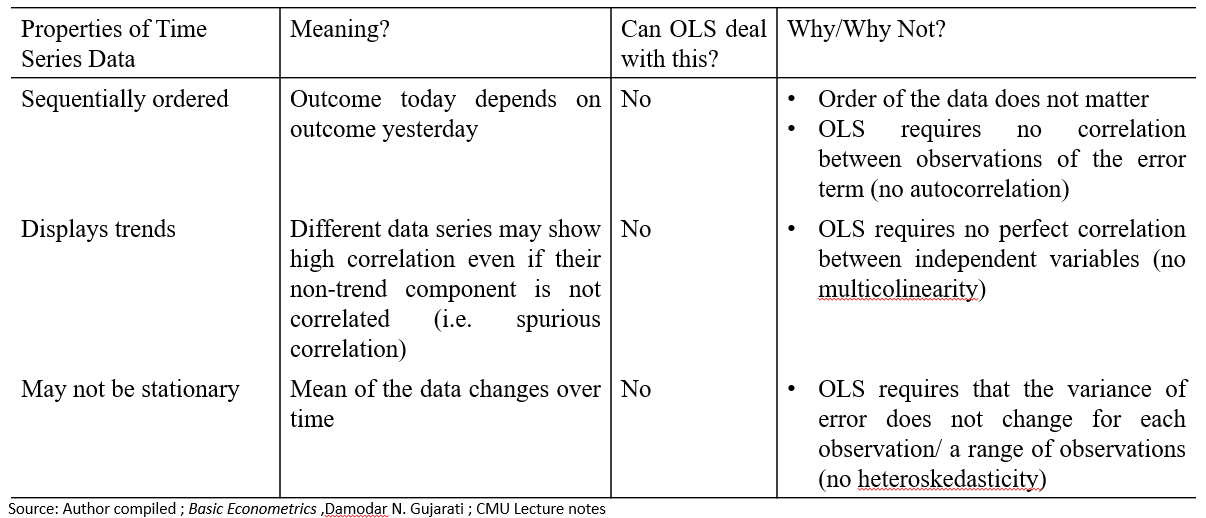 Properties of Time
Series Data
Meaning?
Can OLS deal
with this?
Why/Why Not?
Sequentially ordered
Outcome today depends on
outcome yesterday
No
• Order of the data does not matter
• OLS requires no correlation
between observations of the error
term (no autocorrelation)
Displays trends
Different data series may show
high correlation even if their
non-trend component is not
correlated (i.e. spurious
correlation)
No
• OLS requires no perfect correlation
between independent variables (no
multicolinearity)
May not be stationary
Mean of the data changes over
time
No
• OLS requires that the variance of
error does not change for each
observation/ a range of observations
(no heteroskedasticity)
Source: Author compiled ; Basic Econometrics ,Damodar N. Gujarati ; CMU Lecture notes